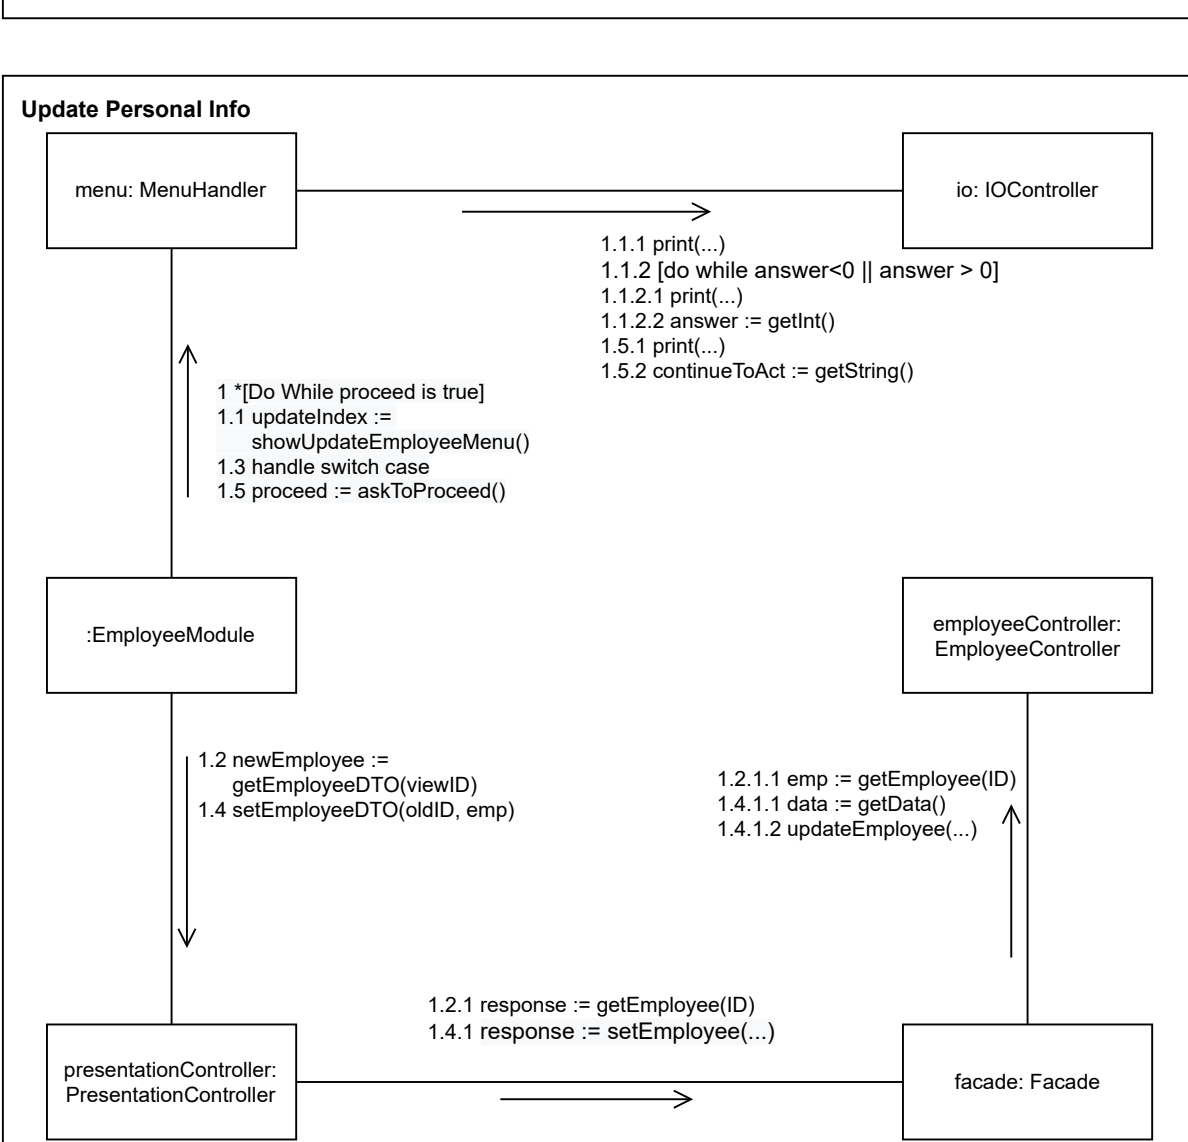 Update Personal Info
menu: MenuHandler
io: IOController
1.1.1 print(...)
1.1.2 [do while answer<0 || answer > 0]
1.1.2.1 print(...)
1.1.2.2 answer := getInt()
1.5.1 print(...)
1.5.2 continueToAct := getString()
1 *[Do While proceed is true]
1.1 updateIndex :=
showUpdateEmployeeMenu()
1.3 handle switch case
1.5 proceed := askToProceed()
:EmployeeModule
employeeController:
EmployeeController
1.2 newEmployee :=
getEmployeeDTO(viewID)
1.4 setEmployeeDTO(oldID, emp)
1.2.1.1 emp := getEmployee(ID)
1.4.1.1 data := getData()
1.4.1.2 updateEmployee(...)
1.2.1 response := getEmployee(ID)
1.4.1 response := setEmployee(...)
presentationController:
PresentationController
facade: Facade